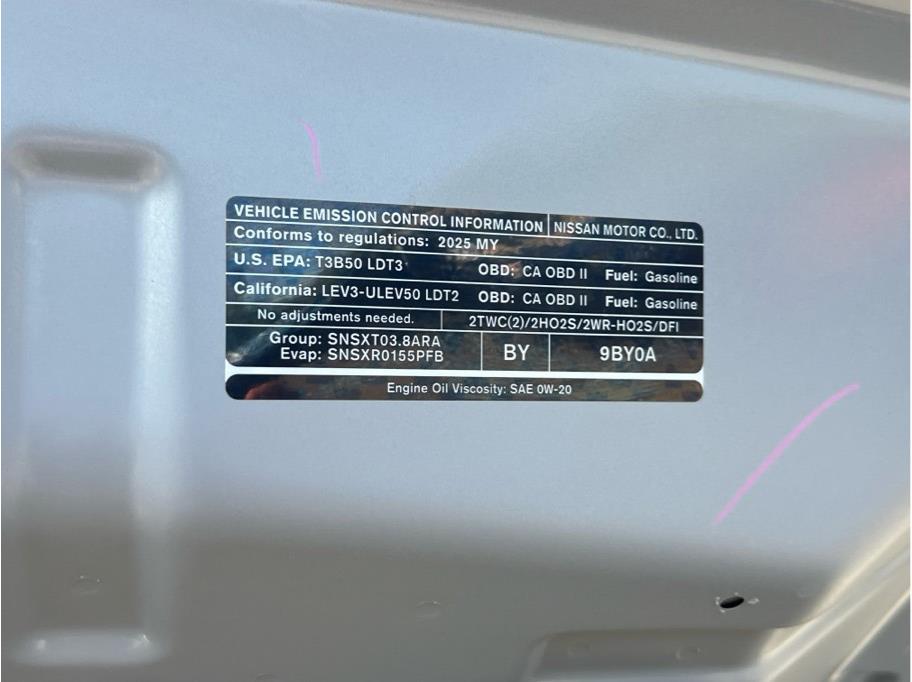 VEHICLE EMISSION CONTROL INFORMATION NISSAN MOTOR CO., LTD.
Conforms to regulations: 2025 MY
U.S. EPA: T3B50 LDT3 OBD: CA OBD II Fuel: Gasoline
California: LEV3-ULEV50 LDT2 OBD: CA OBD II Fuel: Gasoline
No adjustments needed. 2TWC(2)/2HO2S/2WR-HO2S/DFI
Group: SNSXT03.8ARA
Evap: SNSXR0155PFB
BY 9BY0A
Engine Oil Viscosity: SAE 0W-20